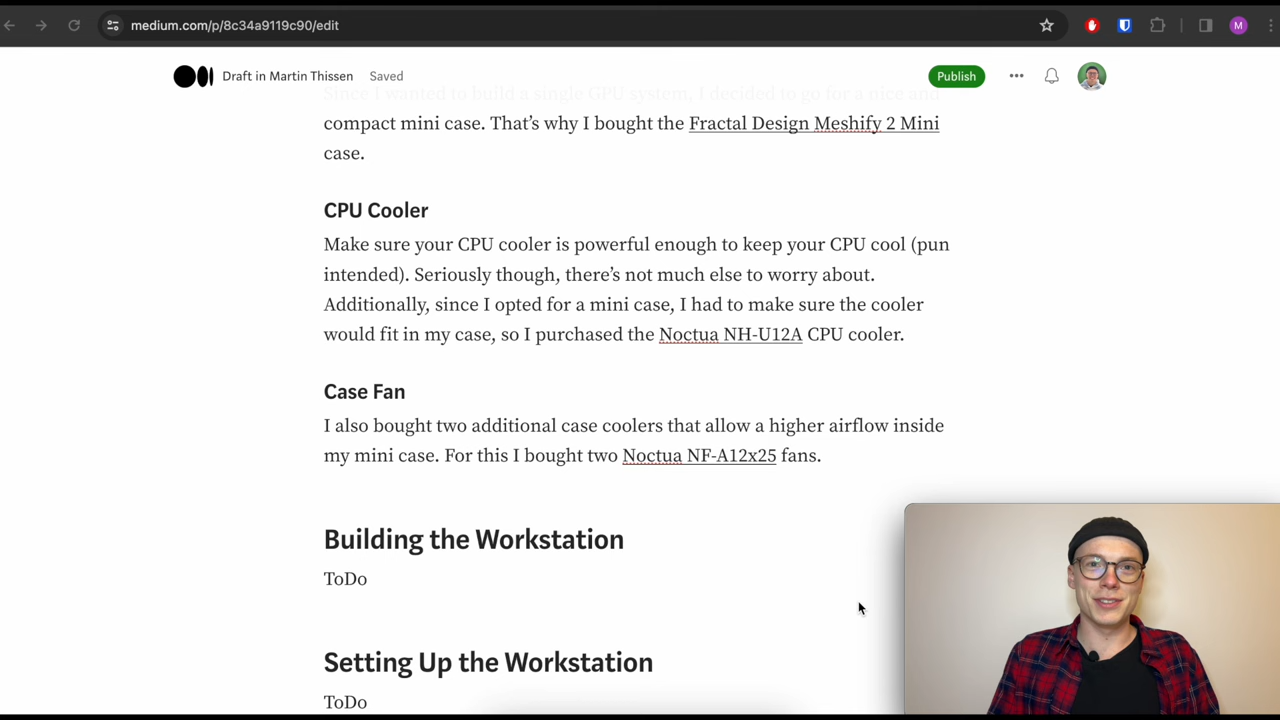 medium.com/p/8c34a9119c90/edit
M
Draft in Martin Thissen Saved
Publish
Since I wanted to build a single GPU system, I decided to go for a nice and
compact mini case. That’s why I bought the Fractal Design Meshify 2 Mini
case.
CPU Cooler
Make sure your CPU cooler is powerful enough to keep your CPU cool (pun
intended). Seriously though, there’s not much else to worry about.
Additionally, since I opted for a mini case, I had to make sure the cooler
would fit in my case, so I purchased the Noctua NH-U12A CPU cooler.
Case Fan
I also bought two additional case coolers that allow a higher airflow inside
my mini case. For this I bought two Noctua NF-A12x25 fans.
Building the Workstation
ToDo
Setting Up the Workstation
ToDo